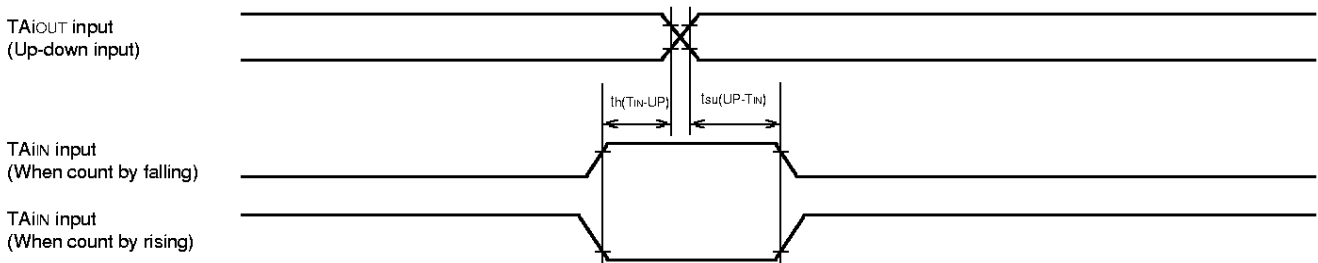 TAiOUT input
(Up-down input)
th(TIN-UP) tsu(UP-TIN)
TAiIN input
(When count by falling)
TAiIN input
(When count by rising)